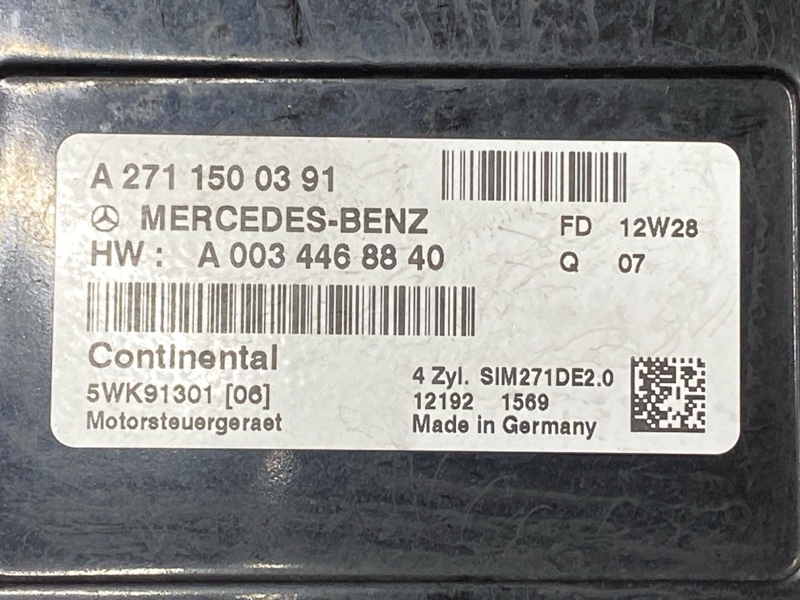 A 271 150 03 91
MERCEDES-BENZ
FD 12W28
HW : A 003 446 88 40
Q 07
Continental
5WK91301 [06]
4 Zyl. SIM271DE2.0
12192 1569
Motorsteuergeraet
Made in Germany